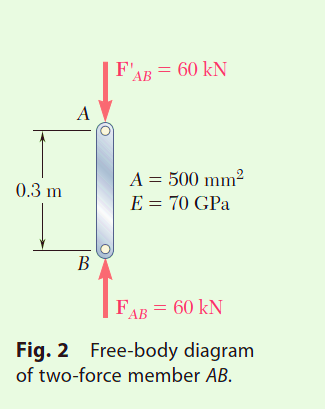 F'AB = 60 kN
A
A = 500 mm²
0.3 m
E = 70 GPa
B
FAB = 60 kN
Fig. 2 Free-body diagram
of two-force member AB.